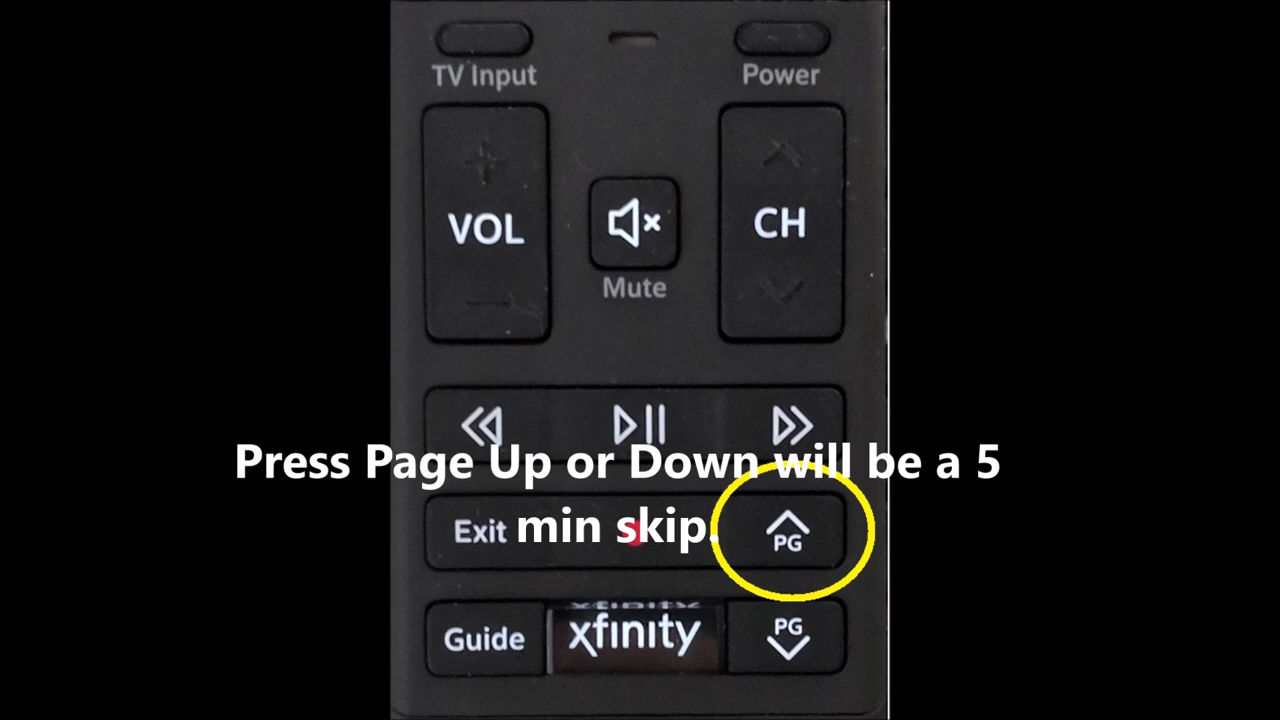 TV Input
Power
VOL
CH
Mute
Press Page Up or Down will be a 5
min skip.
Exit
PG
Guide
xfinity
PG